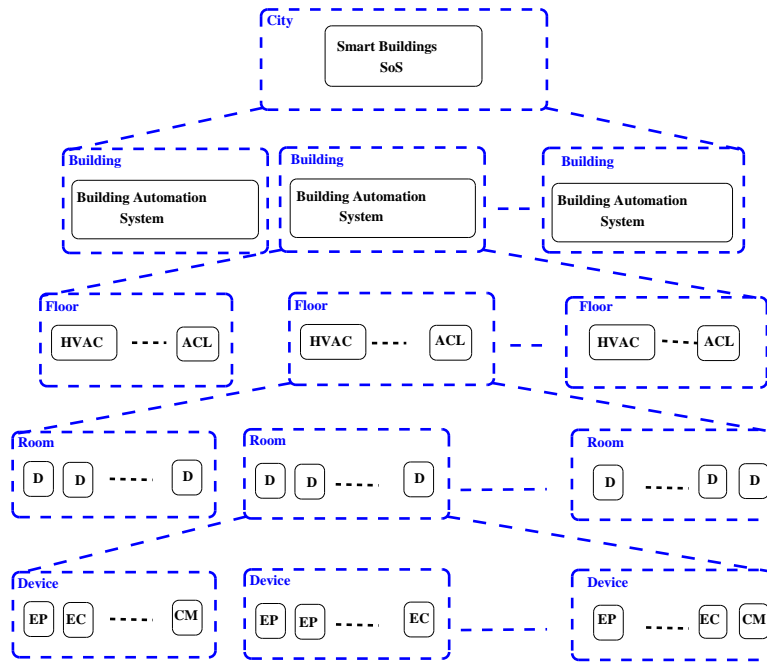 City
Smart Buildings
SoS
Building
Building Automation
System
Building
Building Automation
System
Building
Building Automation
System
Floor
HVAC
ACL
Floor
HVAC
ACL
Floor
HVAC
ACL
Room
D
D
D
Room
D
D
D
Room
D
D
D
Device
EP
EC
CM
Device
EP
EP
EC
Device
EP
EC
CM